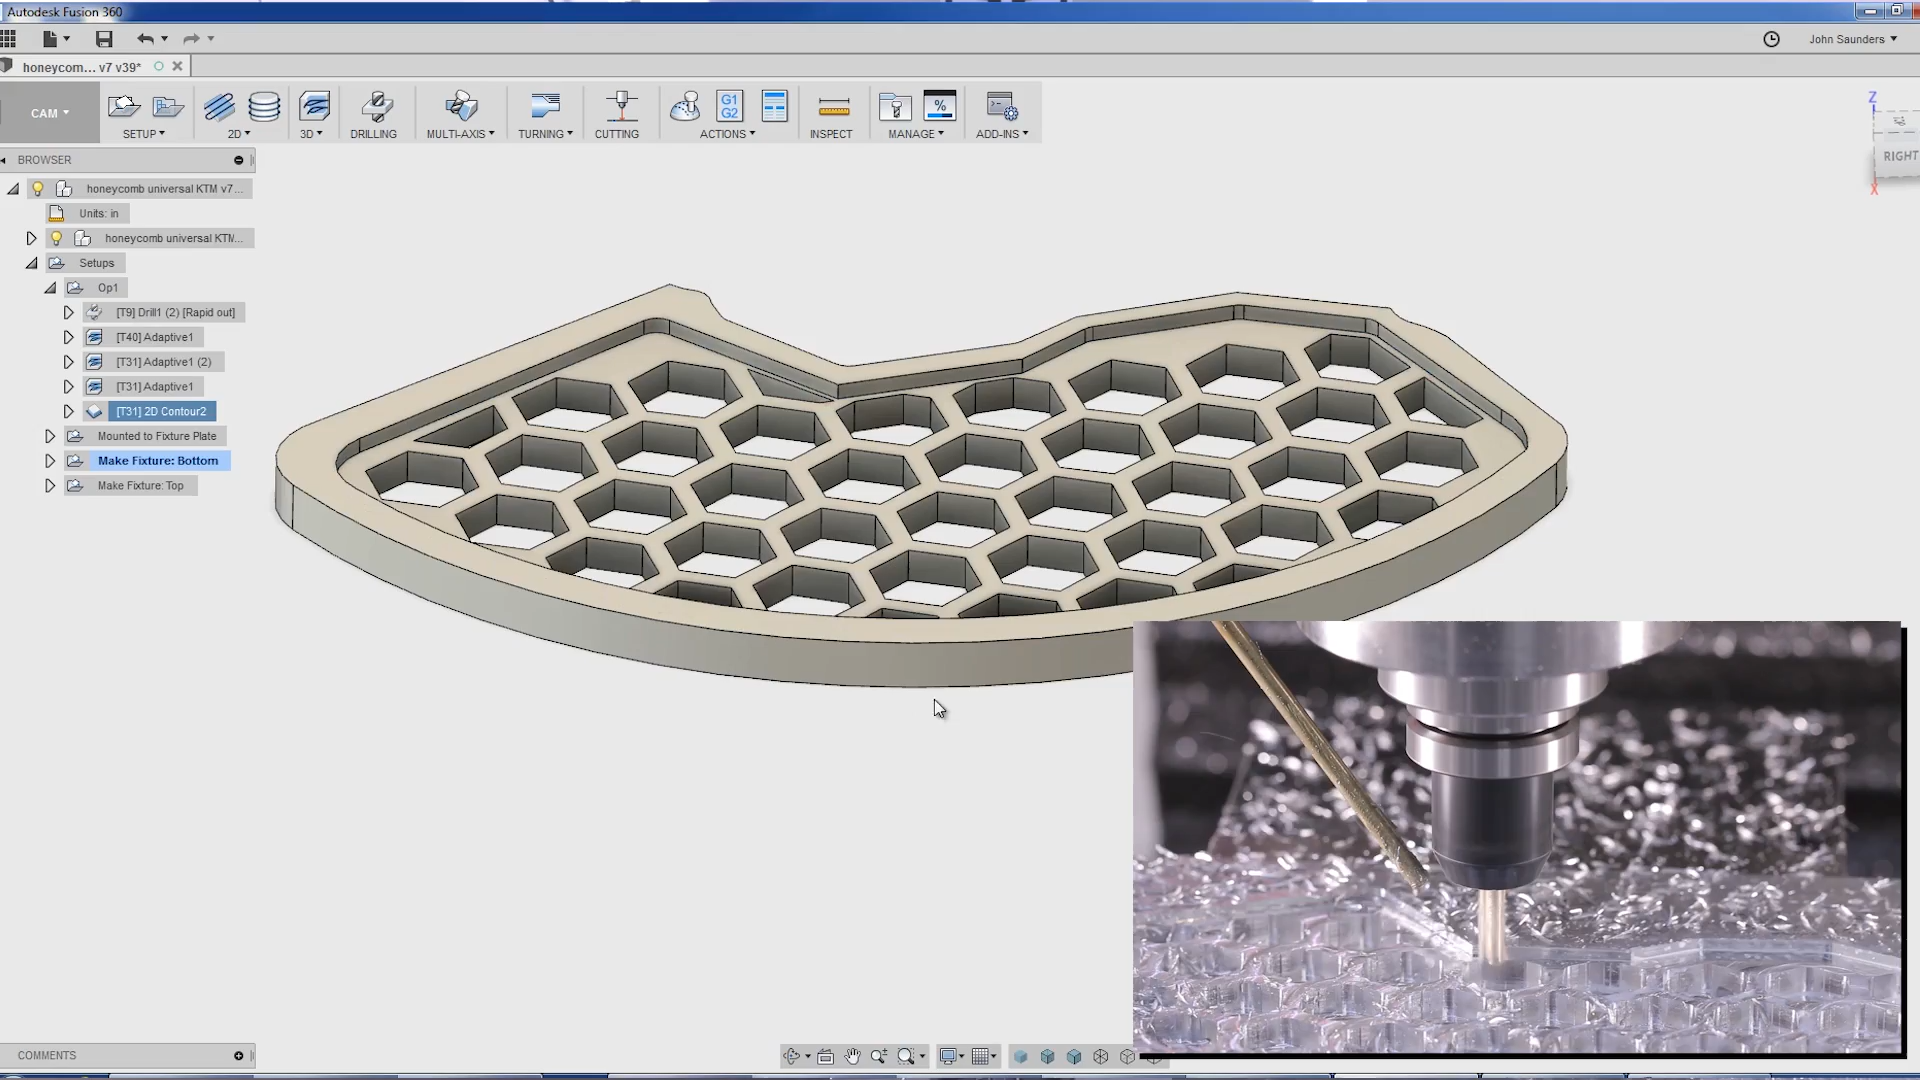 Autodesk Fusion 360
John Saunders
honeycom... v7 v39*
CAM
SETUP
2D
3D
DRILLING
MULTI-AXIS
TURNING
CUTTING
G1
G2
ACTIONS
INSPECT
%
MANAGE
ADD-INS
Z
RIGHT
X
BROWSER
honeycomb universal KTM v7...
Units: in
honeycomb universal KTM...
Setups
Op1
[T9] Drill1 (2) [Rapid out]
[T40] Adaptive1
[T31] Adaptive1 (2)
[T31] Adaptive1
[T31] 2D Contour2
Mounted to Fixture Plate
Make Fixture: Bottom
Make Fixture: Top
COMMENTS